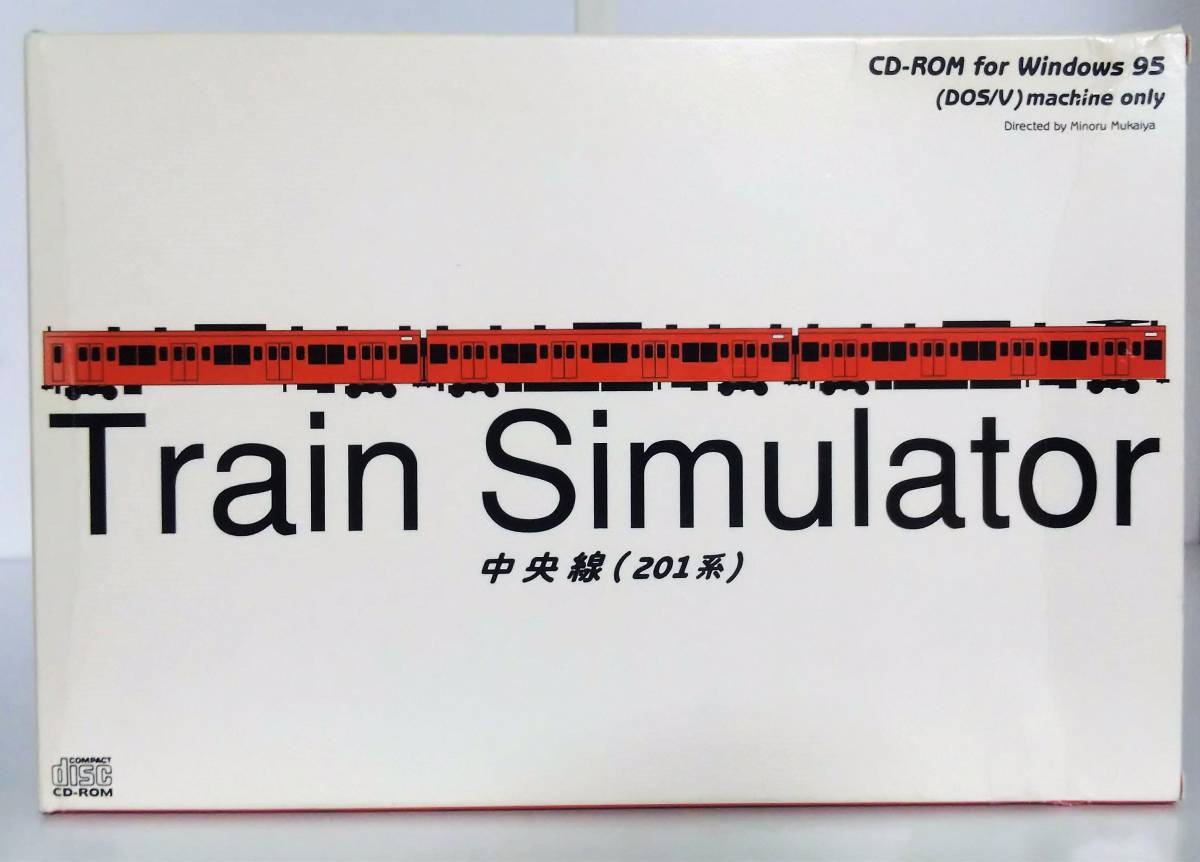 CD-ROM for Windows 95
(DOS/V) machine only
Directed by Minoru Mukaiya
Train Simulator
中央線(201系)
COMPACT
disc
CD-ROM